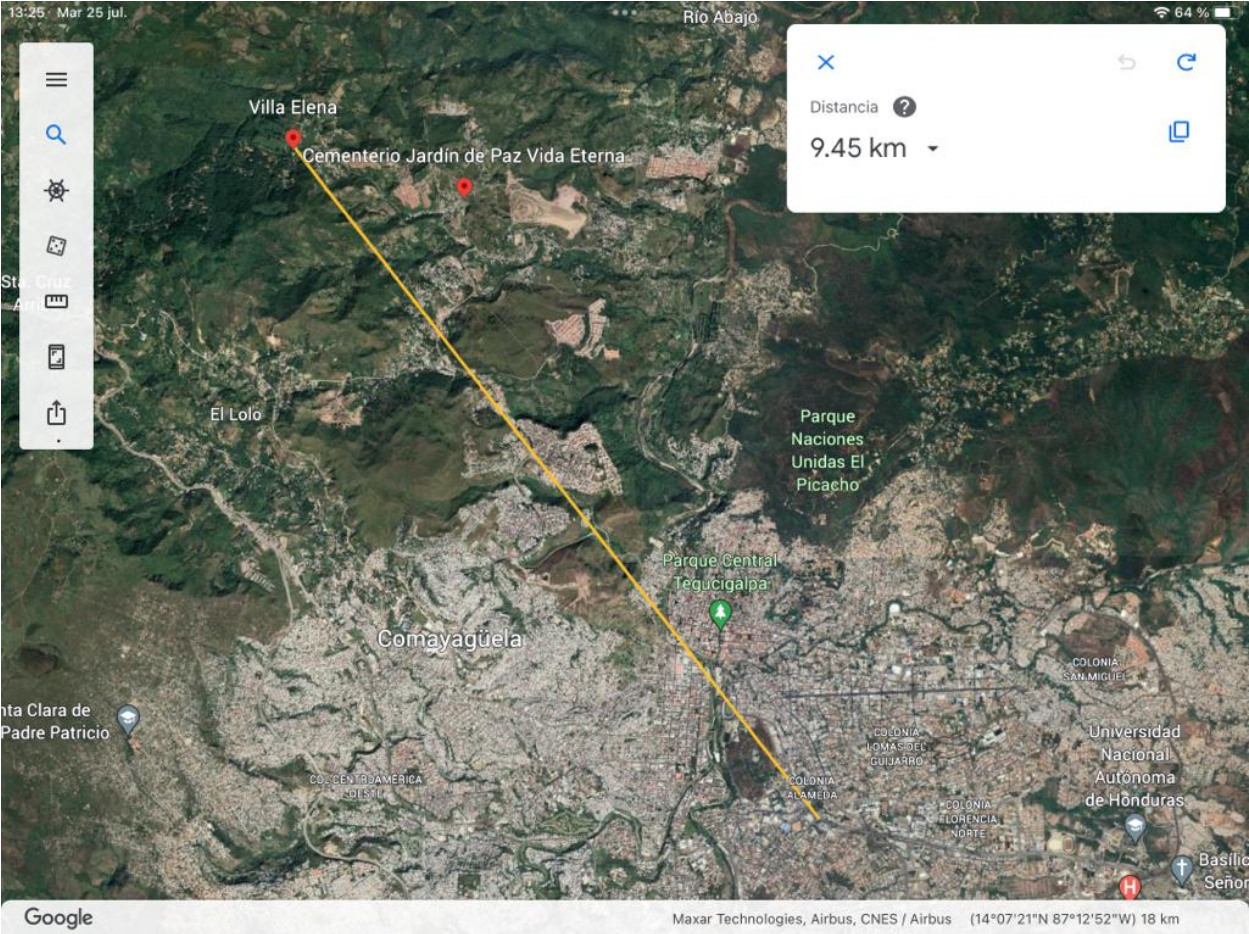 13:25 Mar 25 jul.
64 %
Río Abajo
Distancia
?
9.45 km
Villa Elena
Cementerio Jardín de Paz Vida Eterna
Sta. Cruz
El Lolo
Parque
Naciones
Unidas El
Picacho
Parque Central
Tegucigalpa
Comayagüela
COLONIA
SAN MIGUEL
nta Clara de
Padre Patricio
COLONIA
LOMAS DEL
GUIJARRO
Universidad
Nacional
Autónoma
de Honduras
COL CENTROAMÉRICA
OESTE
COLONIA
ALAMEDA
COLONIA
FLORENCIA
NORTE
Basílic
Señor
H
Google
Maxar Technologies, Airbus, CNES / Airbus (14°07'21"N 87°12'52"W) 18 km